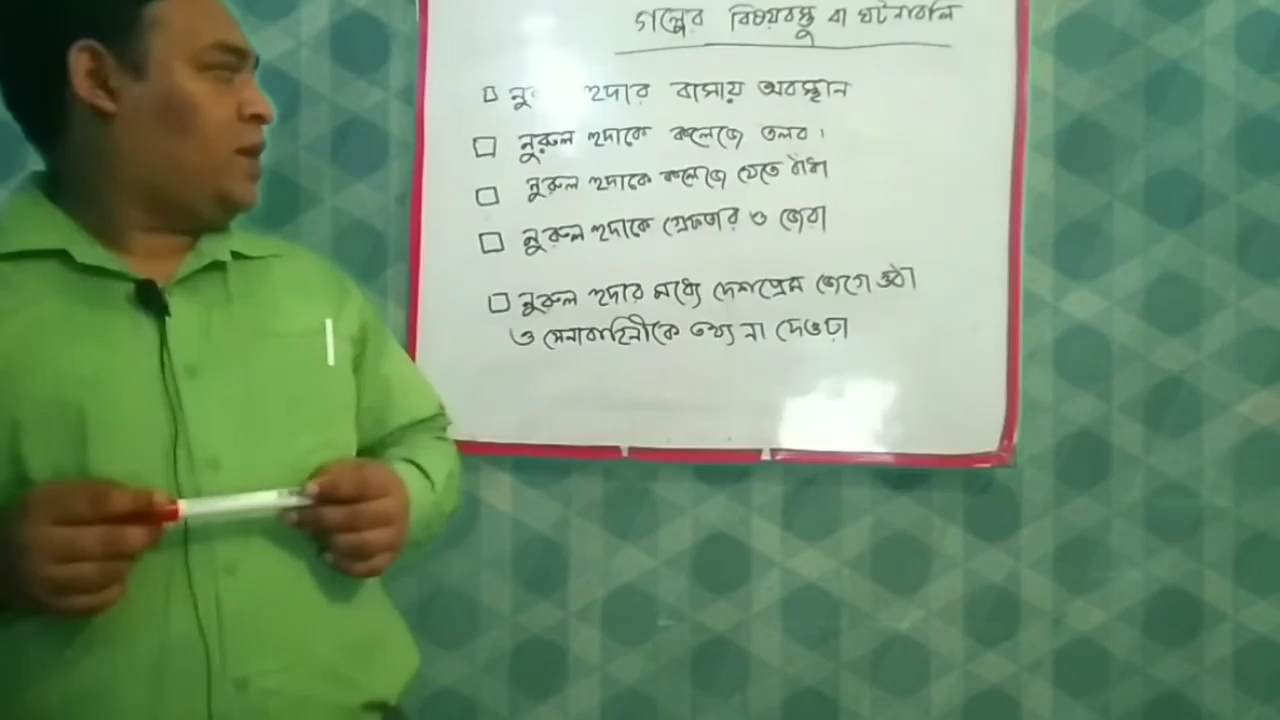 গল্পের বিষয়বস্তু বা ঘটনাবলি
নু হুদার বাসায় অবস্থান
নুরুল হুদাকে কলেজে তলব।
নুরুল হুদাকে কলেজে যেতে বাঁধা
নুরুল হুদাকে গ্রেফতার ও জেরা
নুরুল হুদার মধ্যে দেশপ্রেম জেগে ওঠা
ও সেনাবাহিনীকে তথ্য না দেওয়া